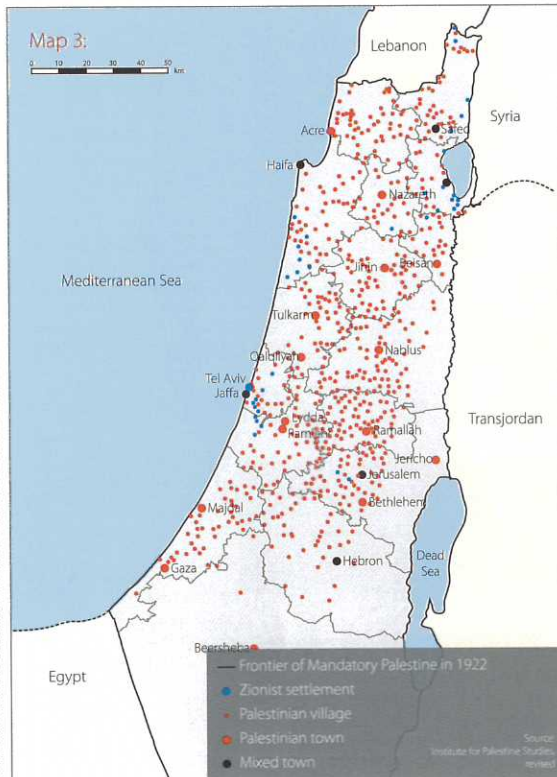 Map 3:
0 10 20 30 40 50
km
Lebanon
Syria
Acre
Safed
Haifa
Nazareth
Mediterranean Sea
Jinin
Beisan
Tulkarm
Qalqilyah
Nablus
Tel Aviv
Jaffa
Transjordan
Lydda
Ramallah
Jericho
Jerusalem
Majdal
Bethlehem
Gaza
Hebron
Dead
Sea
Beersheba
Egypt
Frontier of Mandatory Palestine in 1922
Zionist settlement
Palestinian village
Palestinian town
Mixed town
Source:
Institute for Palestine Studies,
revised